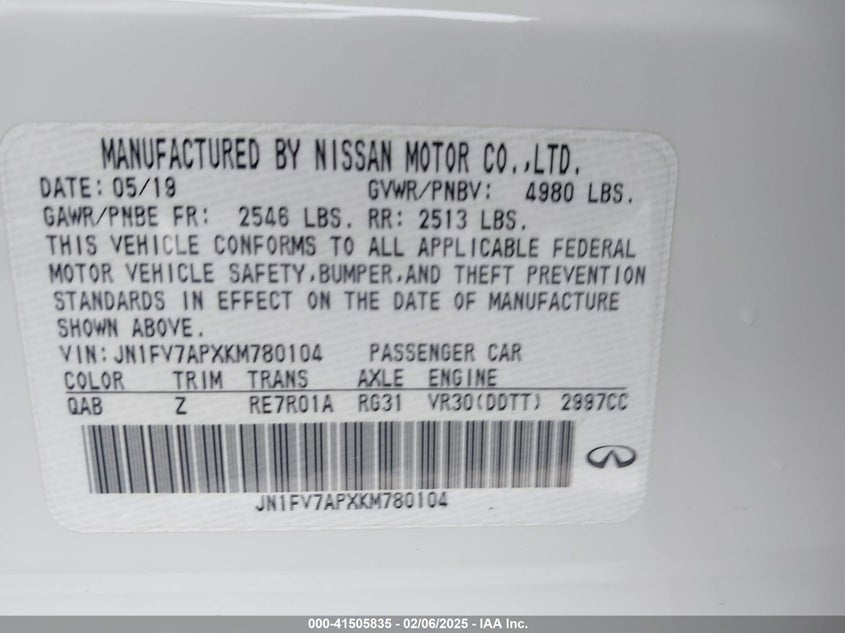 MANUFACTURED BY NISSAN MOTOR CO.,LTD.
DATE: 05/19 GVWR/PNBV: 4980 LBS.
GAWR/PNBE FR: 2546 LBS. RR: 2513 LBS.
THIS VEHICLE CONFORMS TO ALL APPLICABLE FEDERAL
MOTOR VEHICLE SAFETY,BUMPER,AND THEFT PREVENTION
STANDARDS IN EFFECT ON THE DATE OF MANUFACTURE
SHOWN ABOVE.
VIN: JN1FV7APXKM780104 PASSENGER CAR
COLOR TRIM TRANS AXLE ENGINE
QAB Z RE7R01A RG31 VR30(DDTT) 2997CC
JN1FV7APXKM780104
000-41505835 - 02/06/2025 - IAA Inc.